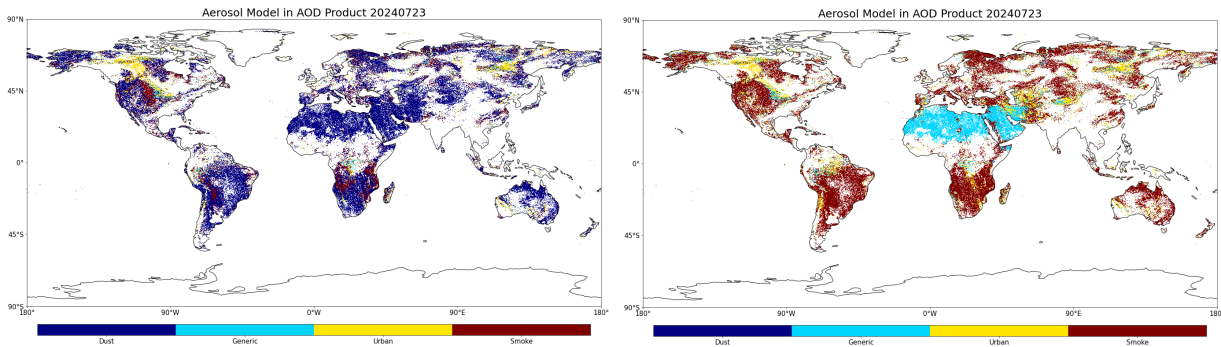 Aerosol Model in AOD Product 20240723
90°N
45°N
0°
45°S
90°S
180°
90°W
0°W
90°E
180°
Dust
Generic
Urban
Smoke
Aerosol Model in AOD Product 20240723
90°N
45°N
0°
45°S
90°S
180°
90°W
0°W
90°E
180°
Dust
Generic
Urban
Smoke